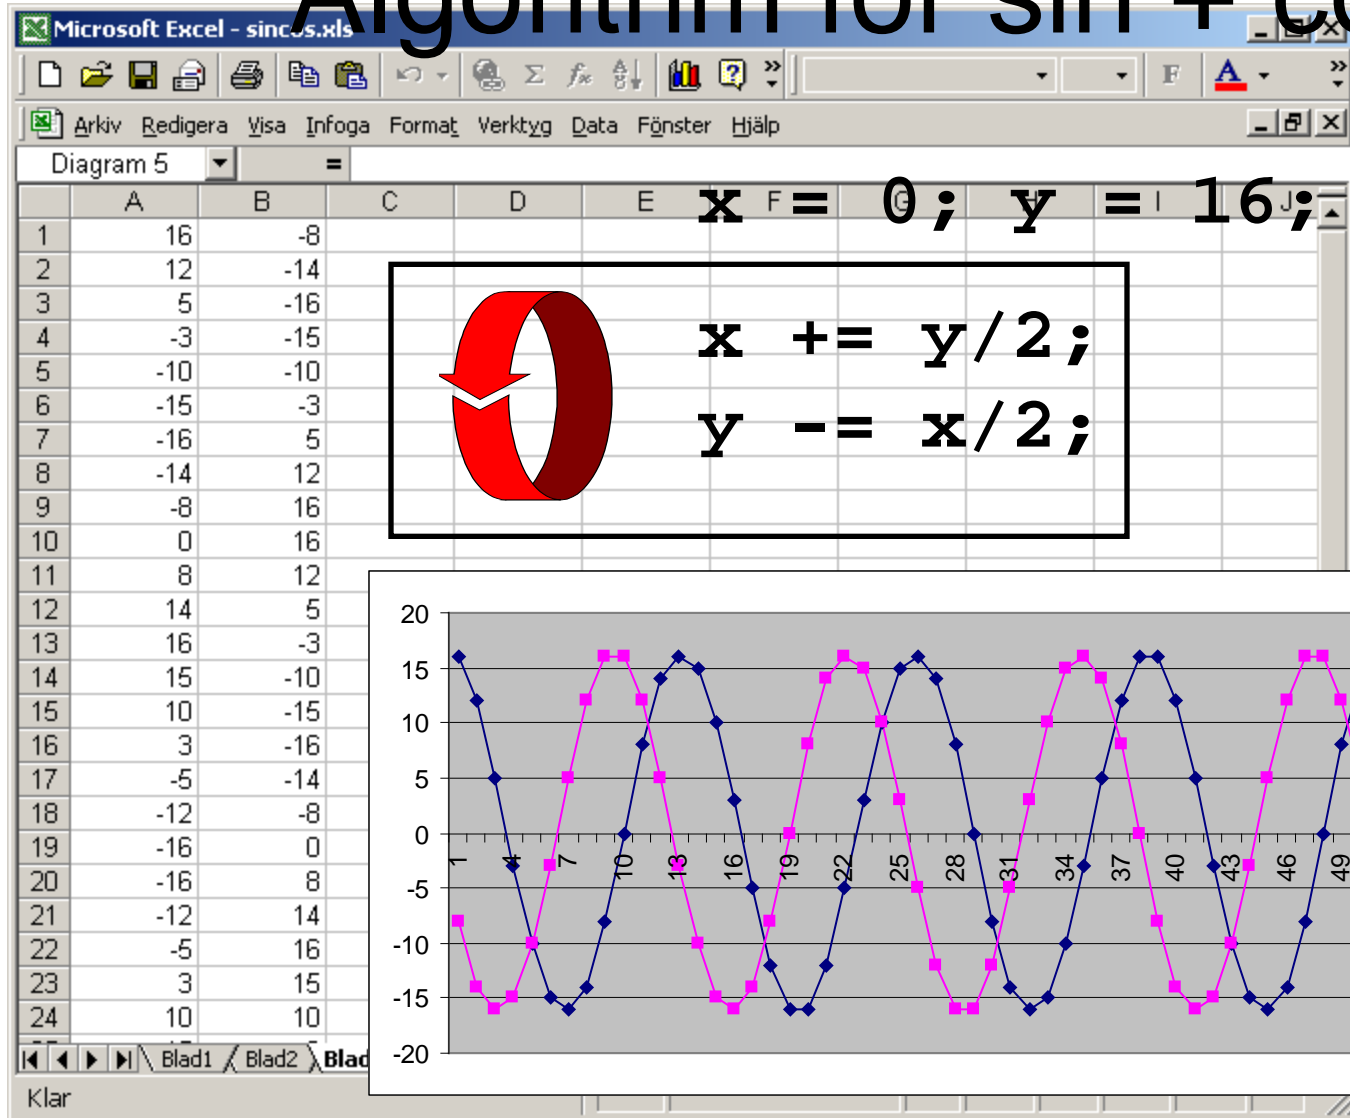 Algorithm for sin + co
Microsoft Excel - sincos.xls
F A
Arkiv Redigera Visa Infoga Format Verktyg Data Fönster Hjälp
Diagram 5 =
x = 0; y = 16;
A B C D E F G H I J
1 16 -8
2 12 -14
3 5 -16
4 -3 -15
5 -10 -10
6 -15 -3
7 -16 5
8 -14 12
9 -8 16
10 0 16
11 8 12
12 14 5
13 16 -3
14 15 -10
15 10 -15
16 3 -16
17 -5 -14
18 -12 -8
19 -16 0
20 -16 8
21 -12 14
22 -5 16
23 3 15
24 10 10
x += y/2;
y -= x/2;
20
15
10
5
0
-5
-10
-15
-20
1 4 7 10 13 16 19 22 25 28 31 34 37 40 43 46 49
Blad1 Blad2 Blad
Klar